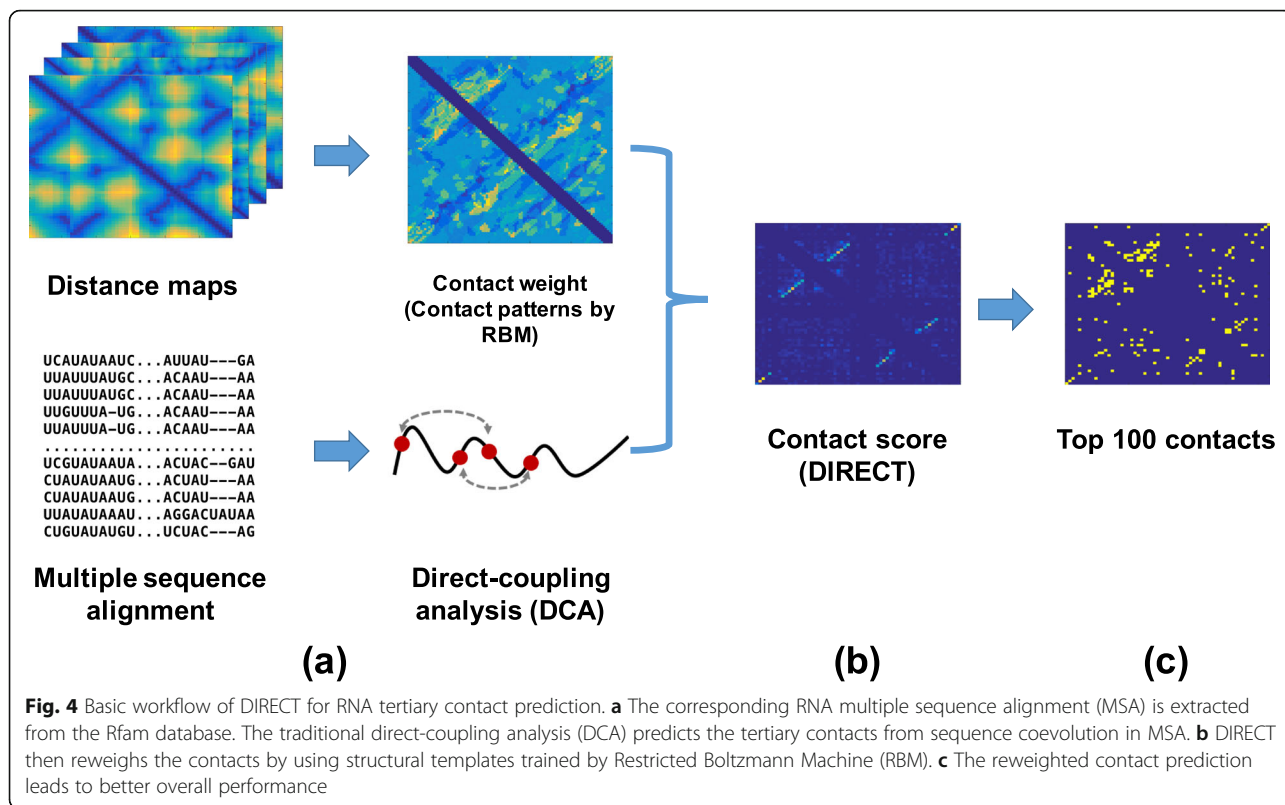 Distance maps
Contact weight
(Contact patterns by
RBM)
UCAUAUAAUC...AUUAU---GA
UUAUUUAUGC...ACAAU---AA
UUAUUUAUGC...ACAAU---AA
UUGUUUA-UG...ACAAU---AA
UUAUUUA-UG...ACAAU---AA
.......................
UCGUAUAAUA...ACUAC--GAU
CUAUAUAAUG...ACUAU---AA
CUAUAUAAUG...ACUAU---AA
UUAUAUAAAU...AGGACUAUAA
CUGUAUAUGU...UCUAC---AG
Multiple sequence
alignment
Direct-coupling
analysis (DCA)
Contact score
(DIRECT)
Top 100 contacts
(a)
(b)
(c)
Fig. 4 Basic workflow of DIRECT for RNA tertiary contact prediction. a The corresponding RNA multiple sequence alignment (MSA) is extracted
from the Rfam database. The traditional direct-coupling analysis (DCA) predicts the tertiary contacts from sequence coevolution in MSA. b DIRECT
then reweighs the contacts by using structural templates trained by Restricted Boltzmann Machine (RBM). c The reweighted contact prediction
leads to better overall performance